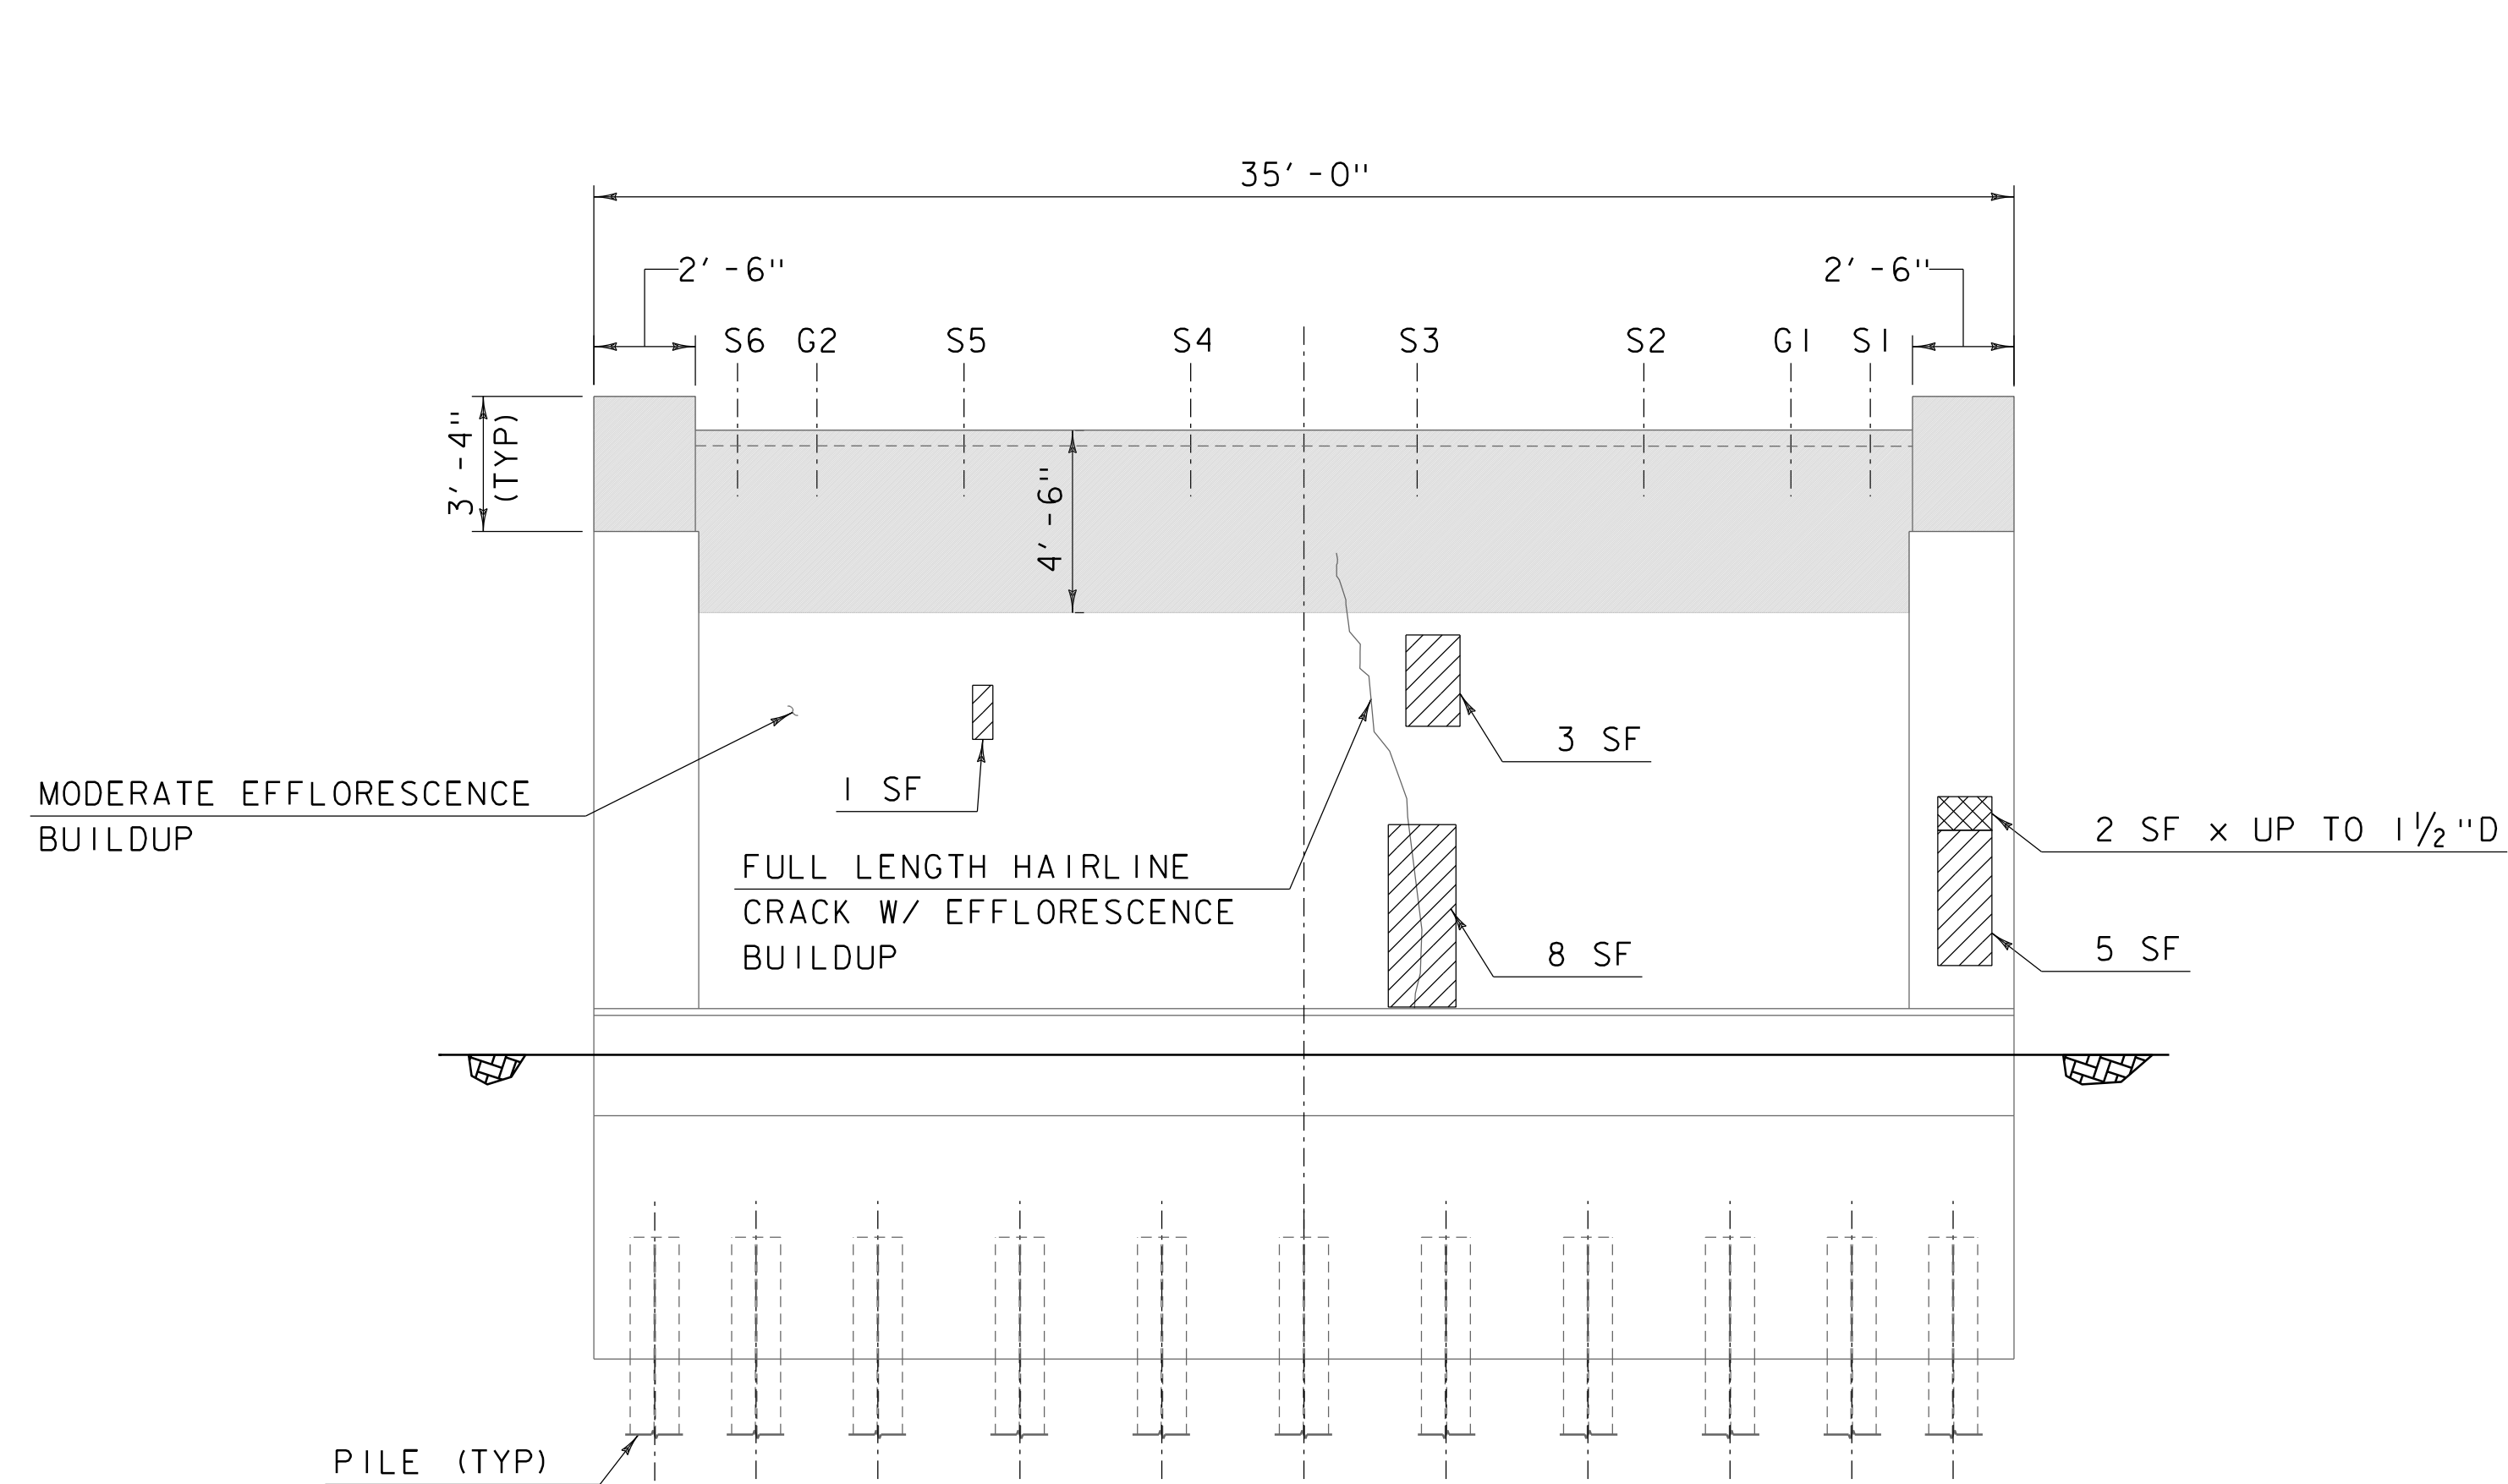 35'-0"
2'-6"
2'-6"
S6 G2 S5 S4 S3 S2 G1 S1
3'-4"
(TYP)
4'-6"
3 SF
MODERATE EFFLORESCENCE
BUILDUP
1 SF
2 SF x UP TO 1 1/2"D
FULL LENGTH HAIRLINE
CRACK W/ EFFLORESCENCE
BUILDUP
8 SF
5 SF
PILE (TYP)